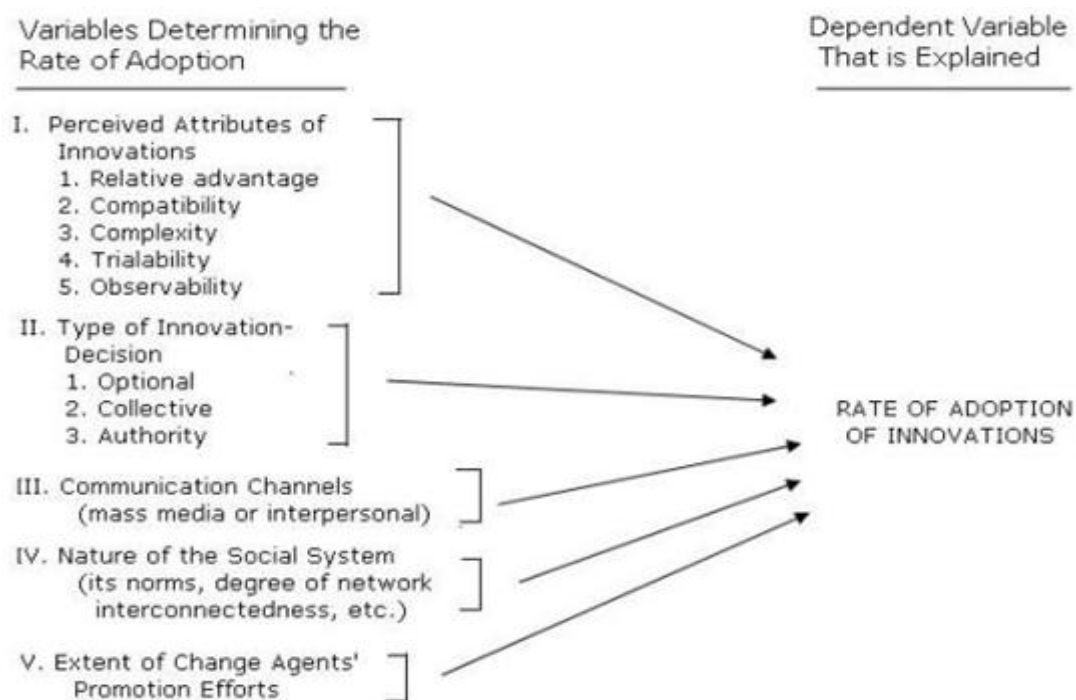 Variables Determining the
Rate of Adoption
Dependent Variable
That is Explained
I. Perceived Attributes of
Innovations
1. Relative advantage
2. Compatibility
3. Complexity
4. Trialability
5. Observability
II. Type of Innovation-
Decision
1. Optional
2. Collective
3. Authority
III. Communication Channels
(mass media or interpersonal)
IV. Nature of the Social System
(its norms, degree of network
interconnectedness, etc.)
V. Extent of Change Agents'
Promotion Efforts
RATE OF ADOPTION
OF INNOVATIONS